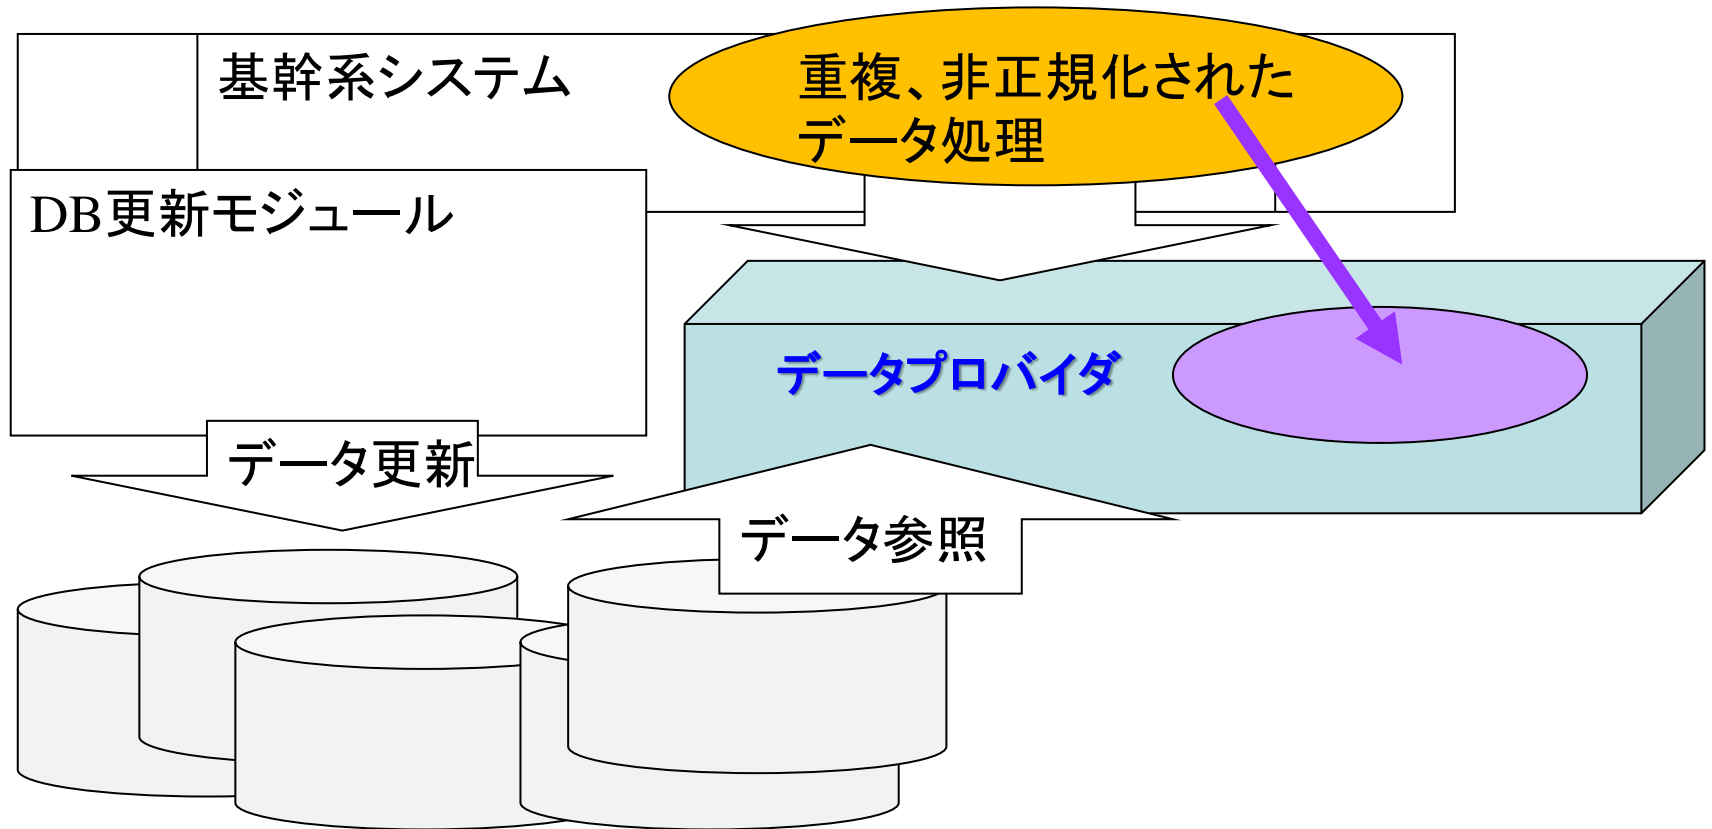 基幹系システム
重複、非正規化された
データ処理
DB更新モジュール
データプロバイダ
データ更新
データ参照